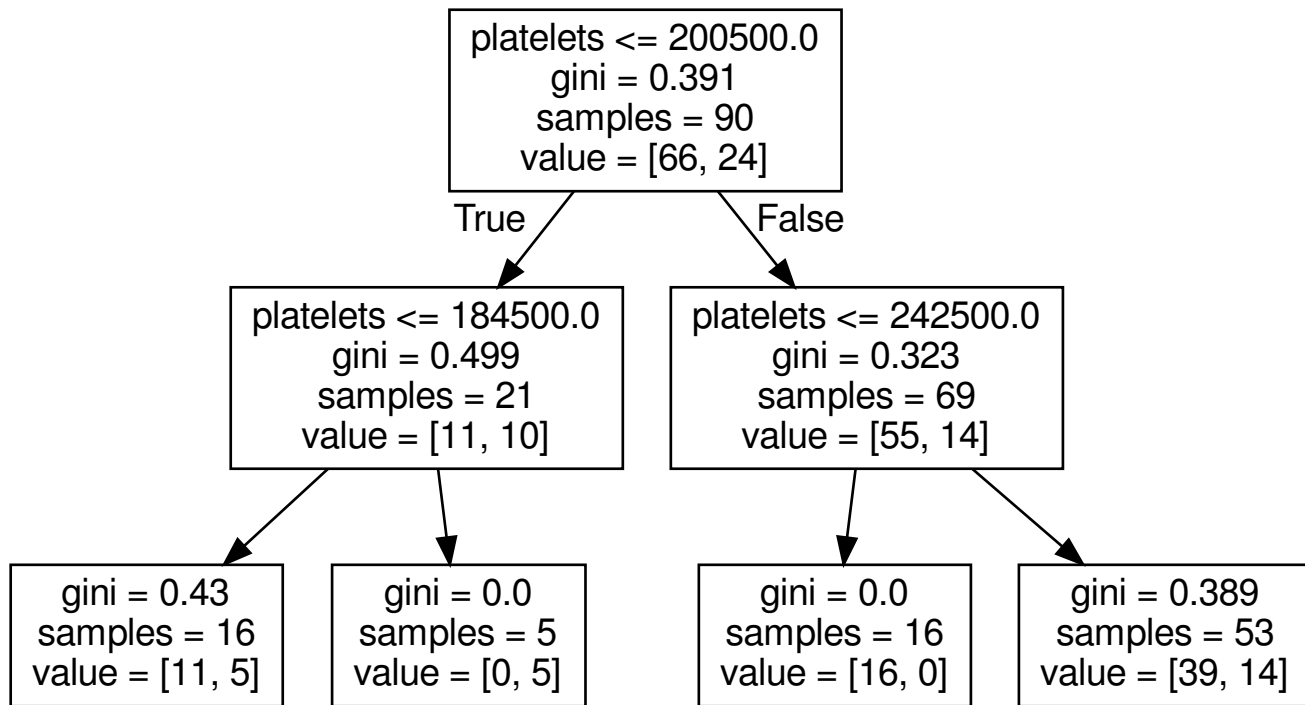 platelets <= 200500.0
gini = 0.391
samples = 90
value = [66, 24]
True
False
platelets <= 184500.0
gini = 0.499
samples = 21
value = [11, 10]
platelets <= 242500.0
gini = 0.323
samples = 69
value = [55, 14]
gini = 0.43
samples = 16
value = [11, 5]
gini = 0.0
samples = 5
value = [0, 5]
gini = 0.0
samples = 16
value = [16, 0]
gini = 0.389
samples = 53
value = [39, 14]